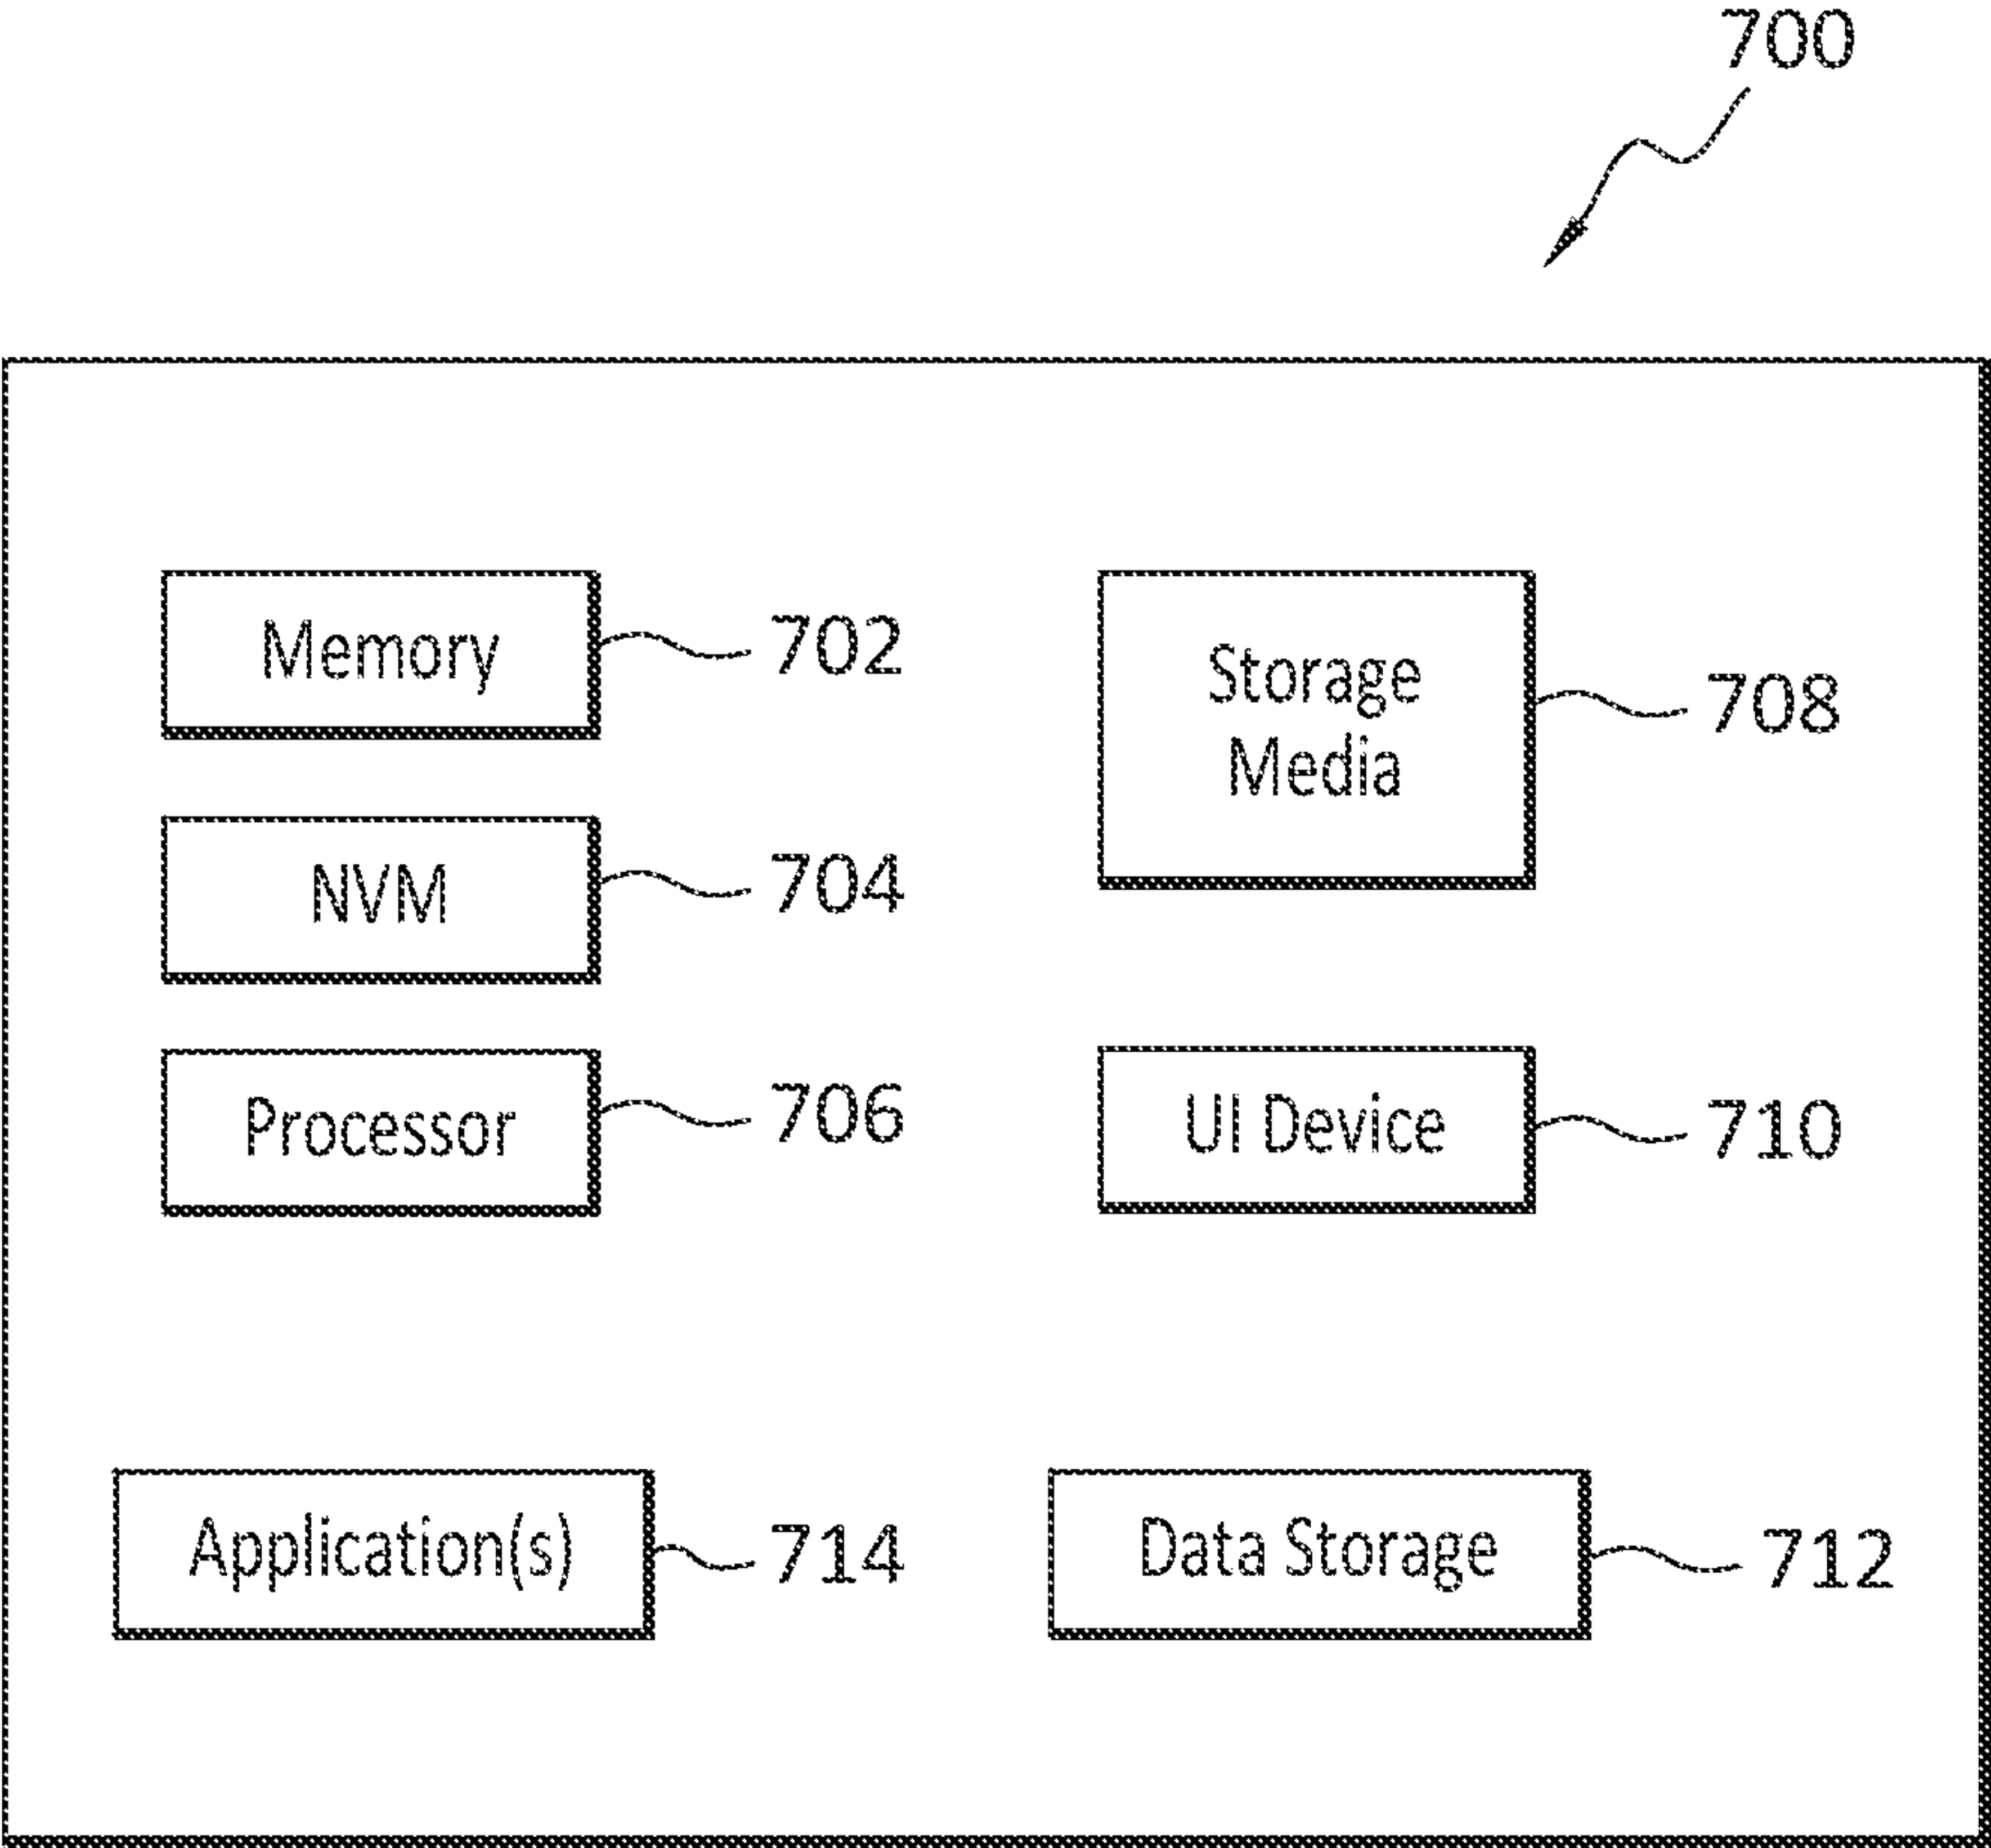 700
Memory
702
Storage
Media
708
NVM
704
Processor
706
UI Device
710
Application(s)
714
Data Storage
712